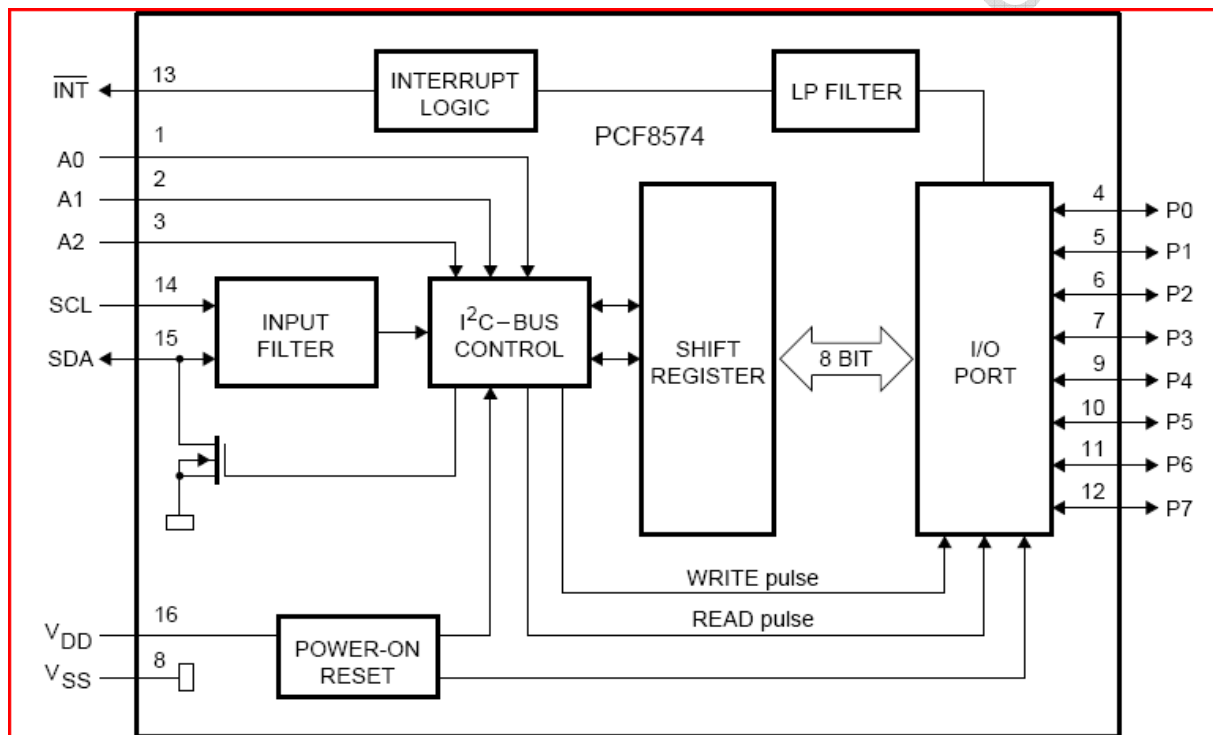 13
INT
INTERRUPT
LOGIC
LP FILTER
PCF8574
1
A0
2
A1
3
A2
14
SCL
15
SDA
INPUT
FILTER
I²C–BUS
CONTROL
SHIFT
REGISTER
8 BIT
I/O
PORT
4
P0
5
P1
6
P2
7
P3
9
P4
10
P5
11
P6
12
P7
WRITE pulse
READ pulse
16
VDD
8
VSS
POWER-ON
RESET